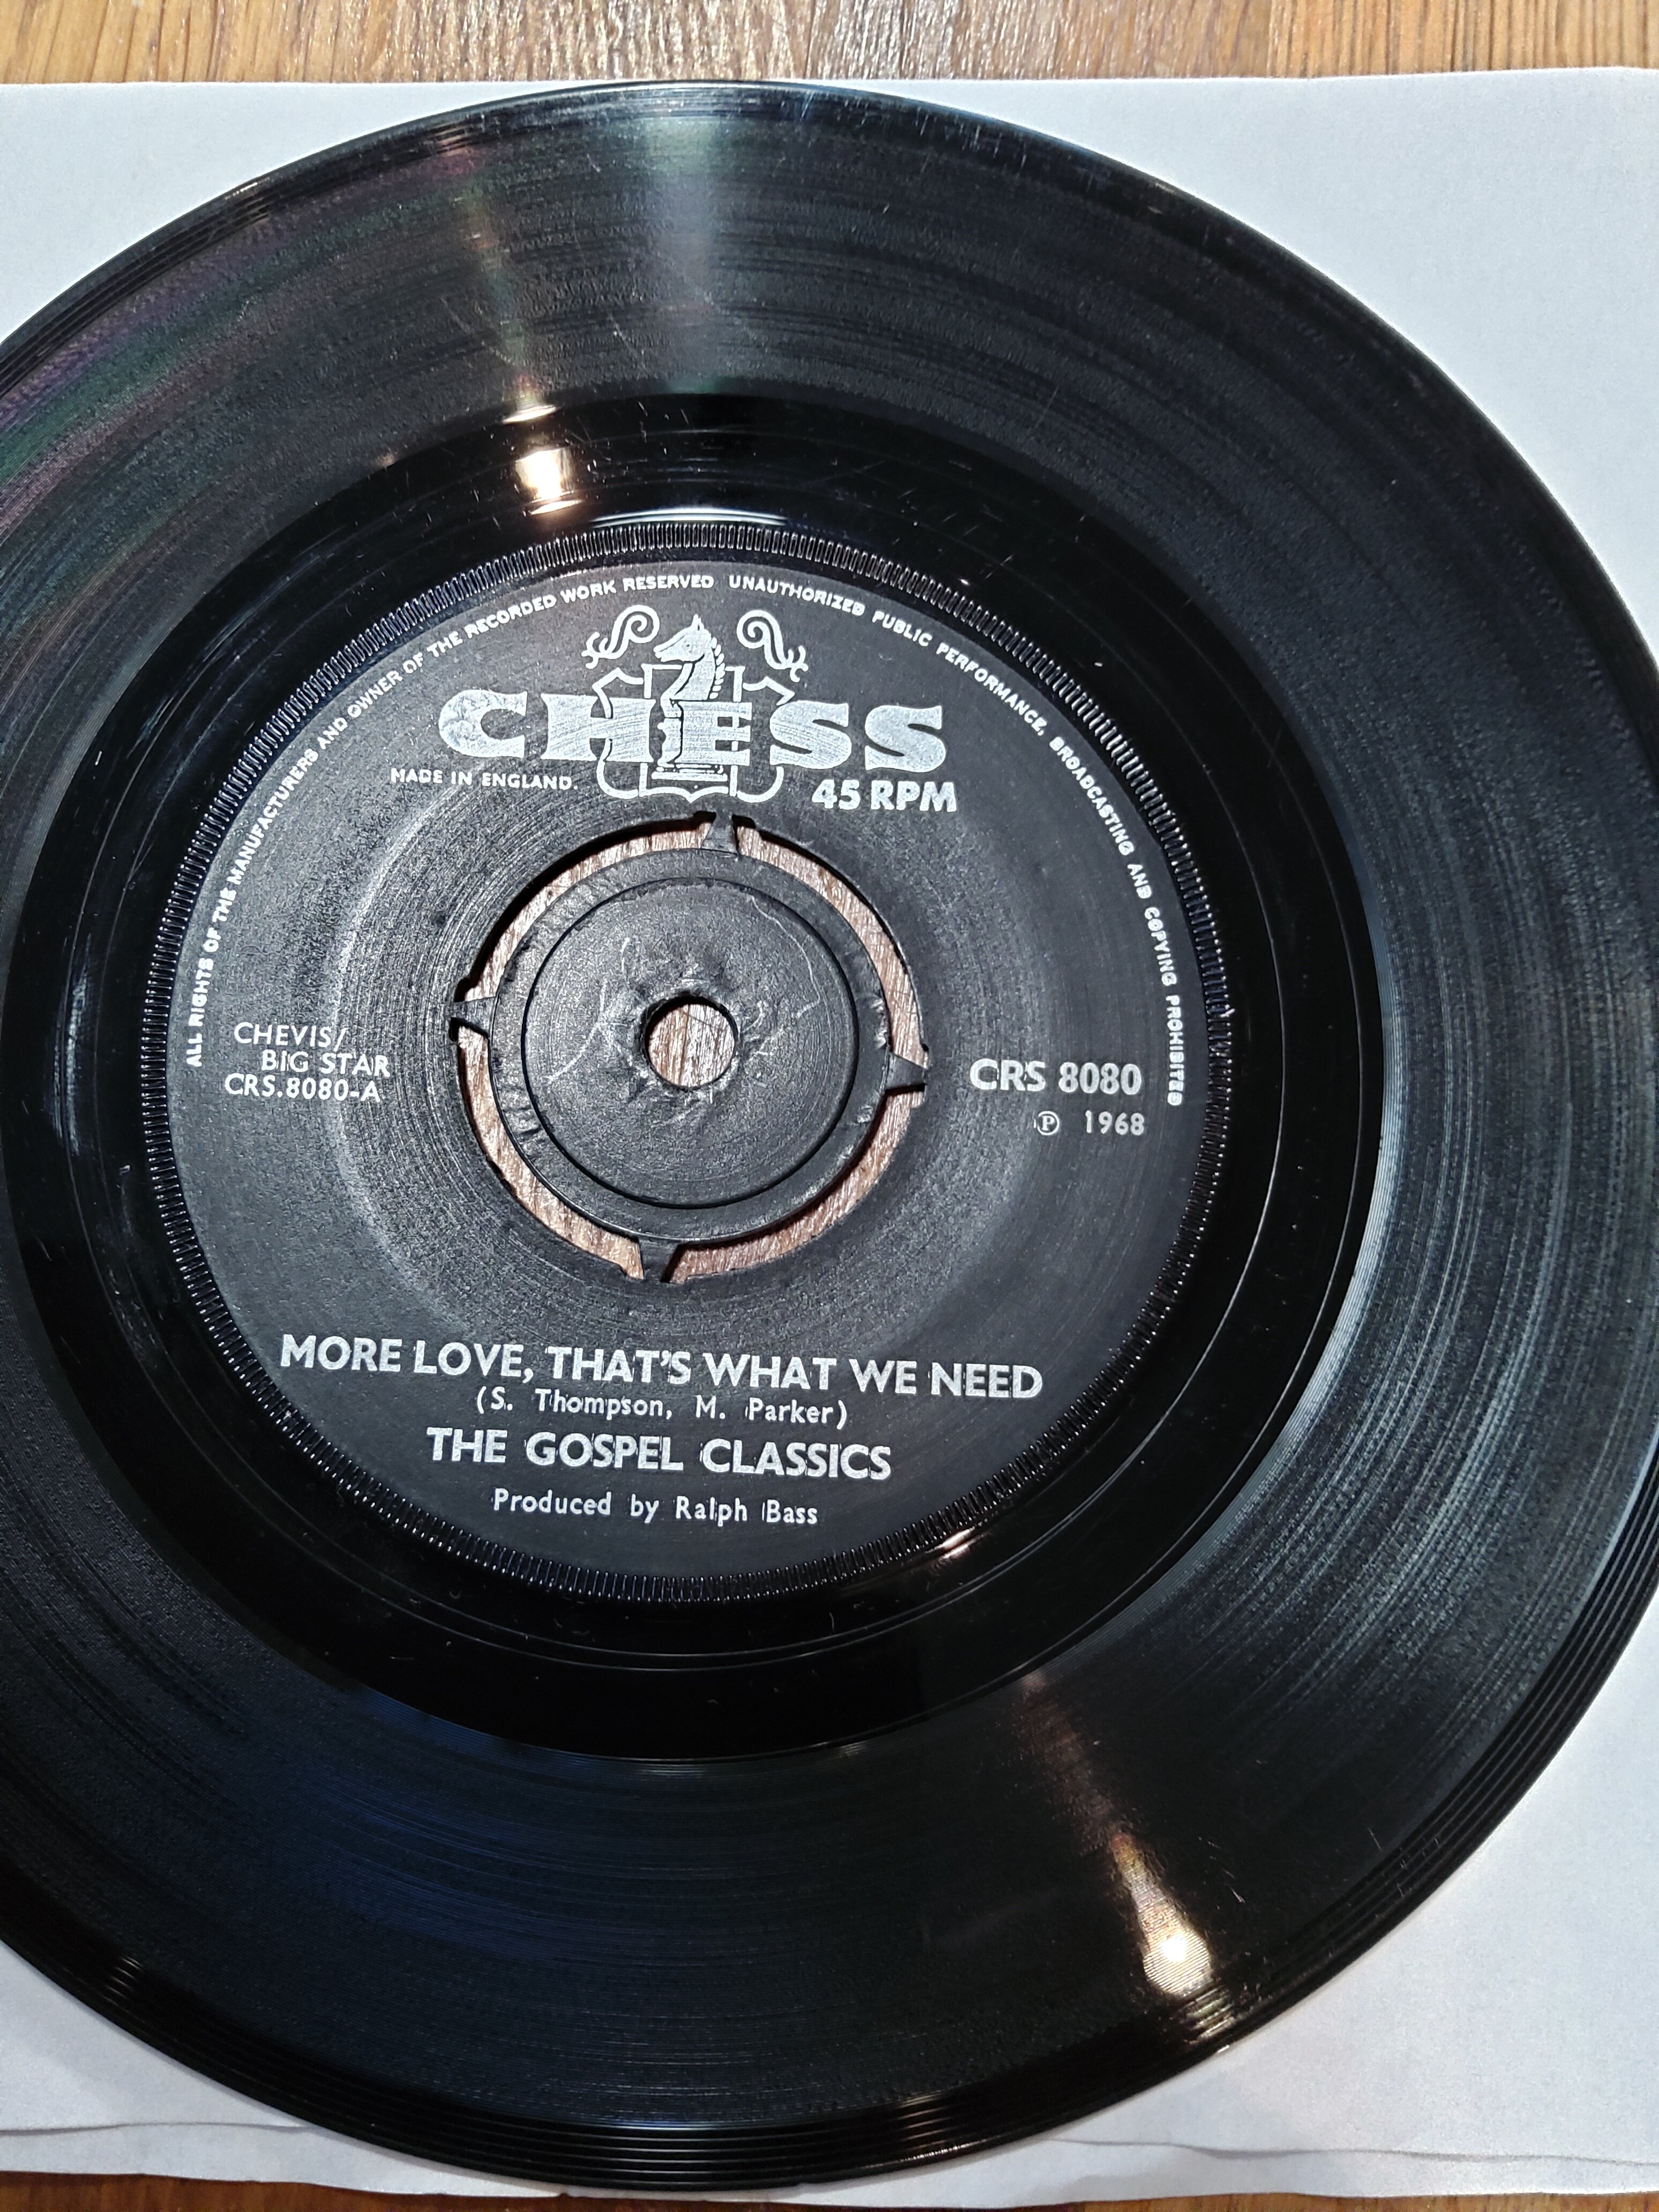 ALL RIGHTS OF THE MANUFACTURERS AND OWNER OF THE RECORDED WORK RESERVED UNAUTHORIZED PUBLIC PERFORMANCE, BROADCASTING AND COPYING PROHIBITED
CHESS
MADE IN ENGLAND.
45 RPM
CHEVIS/
BIG STAR
CRS.8080-A
CRS 8080
Ⓟ 1968
MORE LOVE, THAT'S WHAT WE NEED
(S. Thompson, M. Parker)
THE GOSPEL CLASSICS
Produced by Ralph Bass